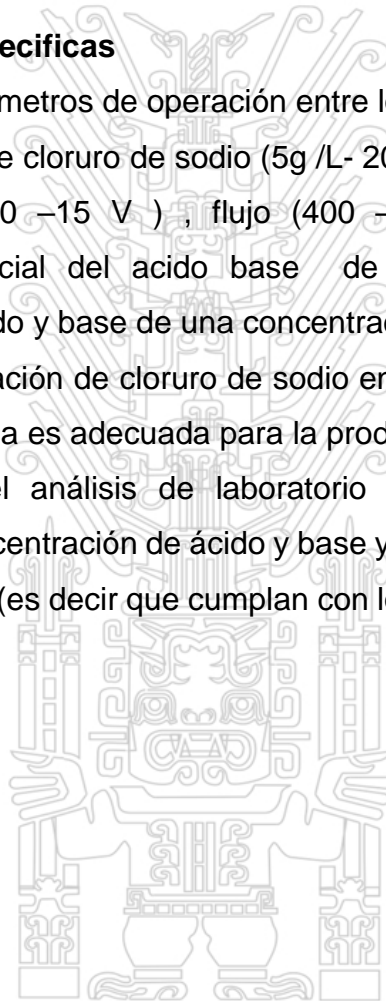 ecificas
metros de operación entre l
e cloruro de sodio (5g /L- 20
0 –15 V ) , flujo (400 –
cial del acido base de
do y base de una concentrac
ación de cloruro de sodio en
a es adecuada para la prod
el análisis de laboratorio
centración de ácido y base y
(es decir que cumplan con l